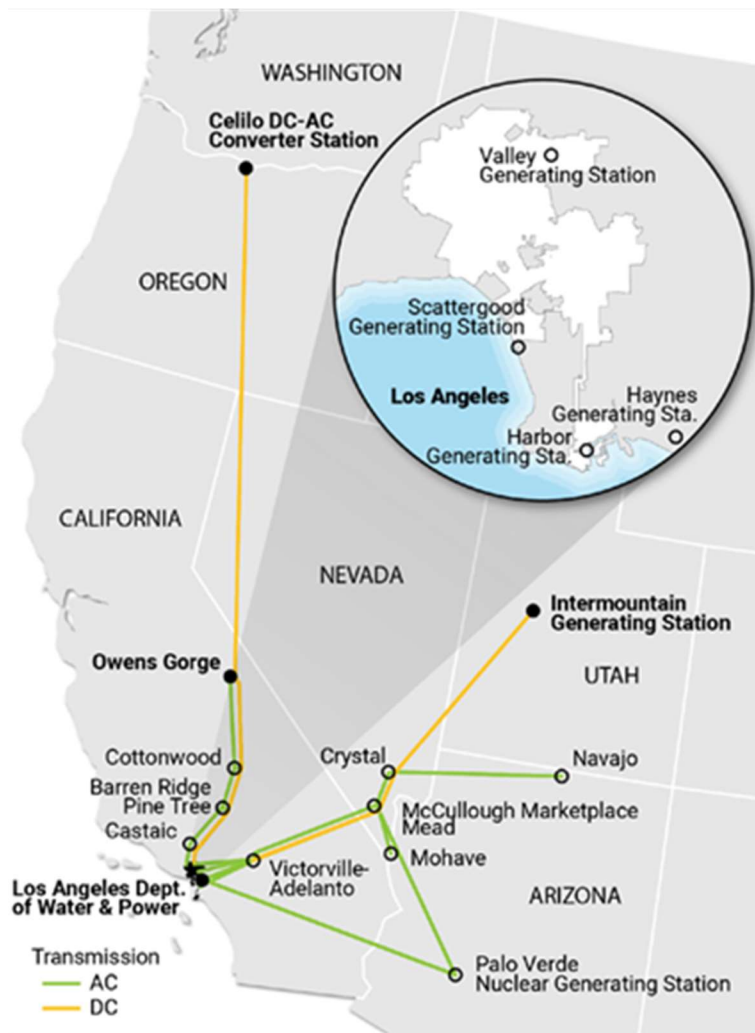 WASHINGTON
Celilo DC-AC
Converter Station
Valley
Generating Station
OREGON
Scattergood
Generating Station
Los Angeles
Haynes
Generating Sta.
Harbor
Generating Sta.
CALIFORNIA
NEVADA
Intermountain
Generating Station
Owens Gorge
UTAH
Cottonwood
Crystal
Navajo
Barren Ridge
Pine Tree
McCullough Marketplace
Mead
Castaic
Mohave
Victorville-
Adelanto
Los Angeles Dept.
of Water & Power
ARIZONA
Transmission
AC
DC
Palo Verde
Nuclear Generating Station